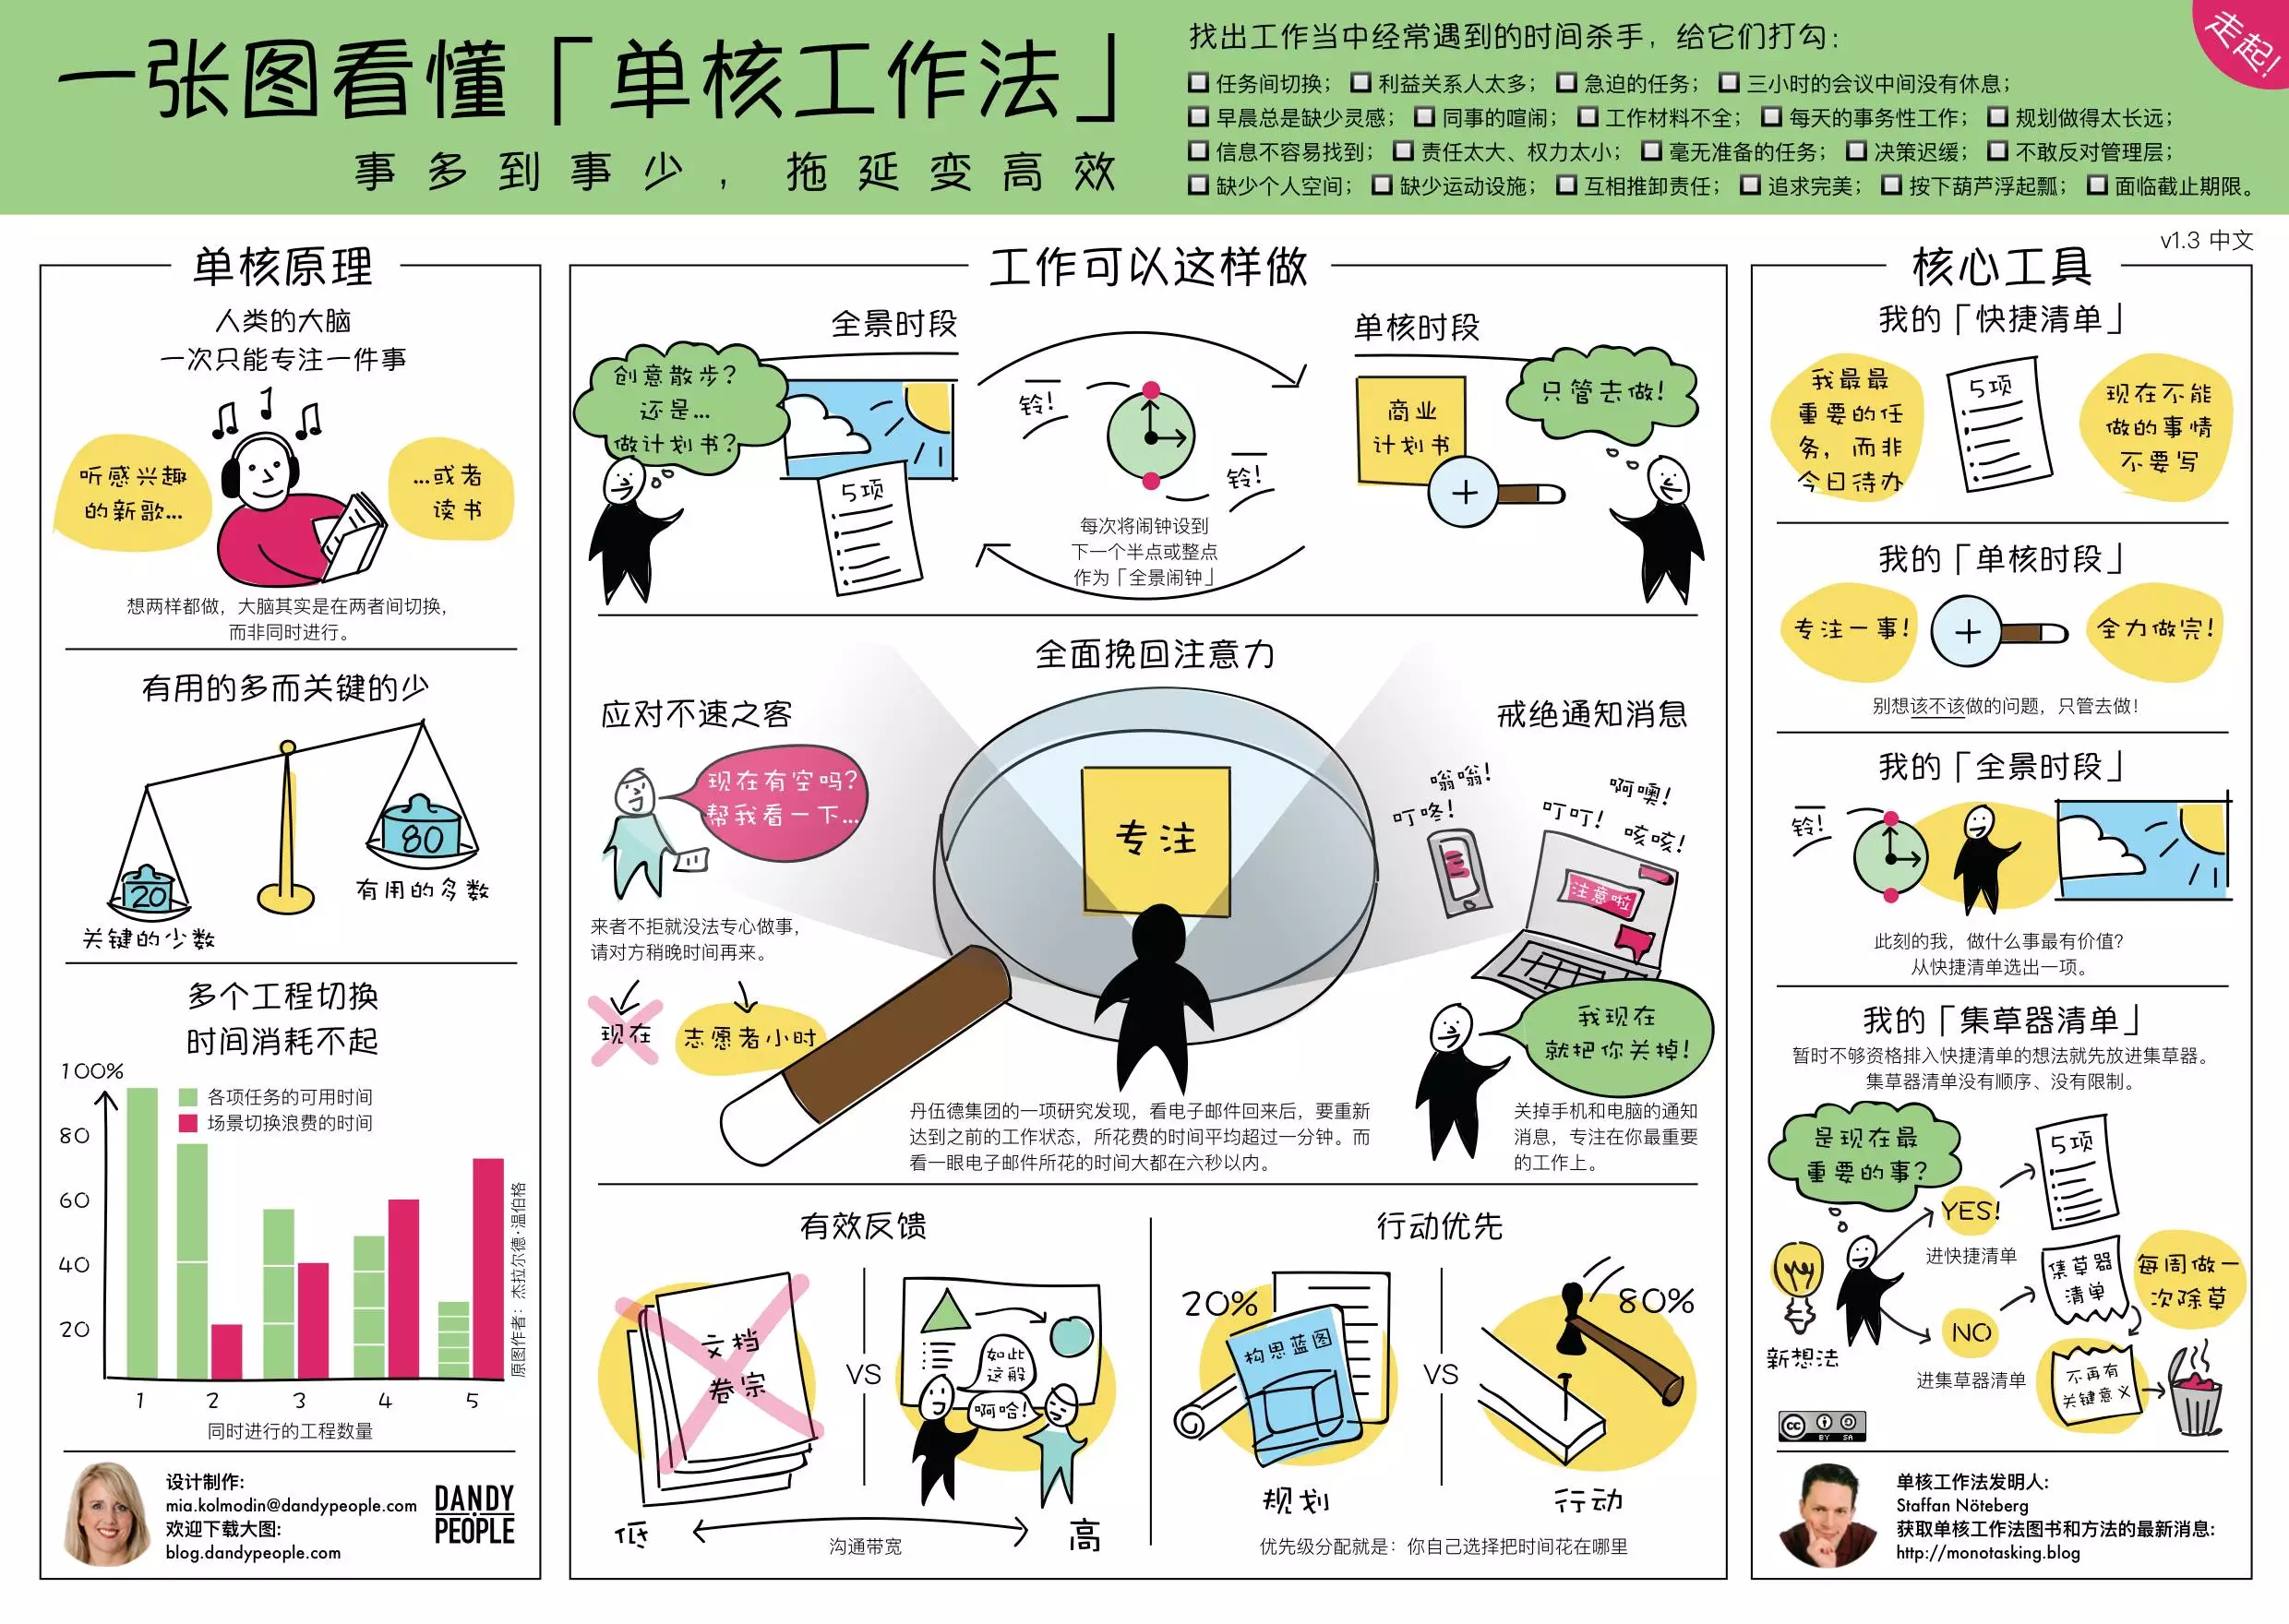 一张图看懂「单核工作法」
事多到事少，拖延变高效
找出工作当中经常遇到的时间杀手，给它们打勾：
任务间切换； 利益关系人太多； 急迫的任务； 三小时的会议中间没有休息；
早晨总是缺少灵感； 同事的喧闹； 工作材料不全； 每天的事务性工作； 规划做得太长远；
信息不容易找到； 责任太大、权力太小； 毫无准备的任务； 决策迟缓； 不敢反对管理层；
缺少个人空间； 缺少运动设施； 互相推卸责任； 追求完美； 按下葫芦浮起瓢； 面临截止期限。
走起！
v1.3 中文
单核原理
人类的大脑
一次只能专注一件事
听感兴趣
的新歌...
...或者
读书
想两样都做，大脑其实是在两者间切换，
而非同时进行。
有用的多而关键的少
20
80
关键的少数
有用的多数
多个工程切换
时间消耗不起
100%
80
60
40
20
各项任务的可用时间
场景切换浪费的时间
1 2 3 4 5
同时进行的工程数量
原图作者：杰拉尔德·温伯格
设计制作:
mia.kolmodin@dandypeople.com
欢迎下载大图:
blog.dandypeople.com
DANDY
PEOPLE
工作可以这样做
全景时段
创意散步？
还是...
做计划书？
5项
铃！
铃！
每次将闹钟设到
下一个半点或整点
作为「全景闹钟」
单核时段
商业
计划书
只管去做！
全面挽回注意力
应对不速之客
现在有空吗？
帮我看一下...
来者不拒就没法专心做事，
请对方稍晚时间再来。
现在
志愿者小时
专注
丹伍德集团的一项研究发现，看电子邮件回来后，要重新
达到之前的工作状态，所花费的时间平均超过一分钟。而
看一眼电子邮件所花的时间大都在六秒以内。
戒绝通知消息
嗡嗡！
叮咚！
叮叮！
啊噢！
咳咳！
注意啦
我现在
就把你关掉！
关掉手机和电脑的通知
消息，专注在你最重要
的工作上。
有效反馈
文档
卷宗
VS
如此
这般
啊哈！
低
高
沟通带宽
行动优先
20%
构思蓝图
VS
80%
规划
行动
优先级分配就是：你自己选择把时间花在哪里
核心工具
我的「快捷清单」
我最最
重要的任
务，而非
今日待办
5项
现在不能
做的事情
不要写
我的「单核时段」
专注一事！
全力做完！
别想该不该做的问题，只管去做！
我的「全景时段」
铃！
此刻的我，做什么事最有价值？
从快捷清单选出一项。
我的「集草器清单」
暂时不够资格排入快捷清单的想法就先放进集草器。
集草器清单没有顺序、没有限制。
是现在最
重要的事？
5项
YES!
进快捷清单
集草器
清单
每周做一
次除草
NO
新想法
进集草器清单
不再有
关键意义
cc
BY SA
单核工作法发明人:
Staffan Nöteberg
获取单核工作法图书和方法的最新消息:
http://monotasking.blog